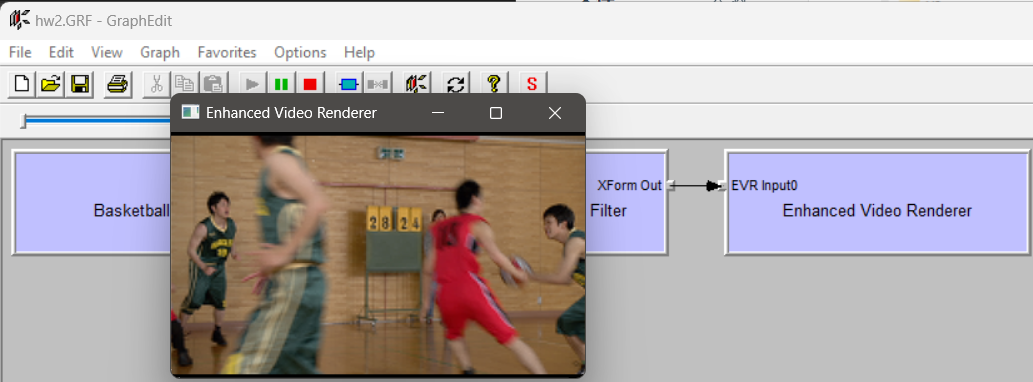 hw2.GRF - GraphEdit
File Edit View Graph Favorites Options Help
S
Enhanced Video Renderer
28 24
Basketball
XForm Out
Filter
EVR Input0
Enhanced Video Renderer